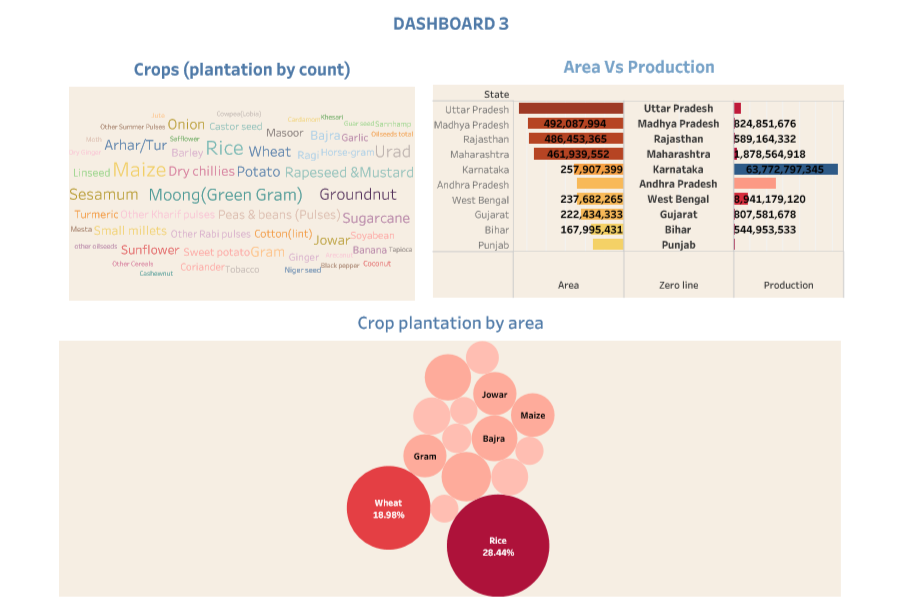 DASHBOARD 3
Crops (plantation by count)
Cowpea(Lobia)
Cardamom Khesari
Other Summer Pulses Onion Castor seed Guar seed Sannhamp
Masoor Bajra Garlic Oilseeds total
Moth Arhar/Tur Safflower Rice Wheat Ragi Horse-gram Urad
Dry Ginger Barley
Linseed Maize Dry chillies Potato Rapeseed &Mustard
Sesamum Moong(Green Gram) Groundnut
Turmeric Other Kharif pulses Peas & beans (Pulses) Sugarcane
Mesta Small millets Other Rabi pulses Cotton(lint) Jowar Soyabean
other oilseeds Sunflower Sweet potato Gram Ginger Arecanut Banana Tapioca
Other Cereals Coriander Tobacco Nigerseed Black pepper Coconut
Cashewnut
Area Vs Production
State
Uttar Pradesh Uttar Pradesh
Madhya Pradesh 492,087,994 Madhya Pradesh 824,851,676
Rajasthan 486,453,365 Rajasthan 589,164,332
Maharashtra 461,939,552 Maharashtra 1,878,564,918
Karnataka 257,907,399 Karnataka 63,772,797,345
Andhra Pradesh Andhra Pradesh
West Bengal 237,682,265 West Bengal 8,941,179,120
Gujarat 222,434,333 Gujarat 807,581,678
Bihar 167,995,431 Bihar 544,953,533
Punjab Punjab
Area Zero line Production
Crop plantation by area
Jowar
Maize
Bajra
Gram
Wheat
18.98%
Rice
28.44%